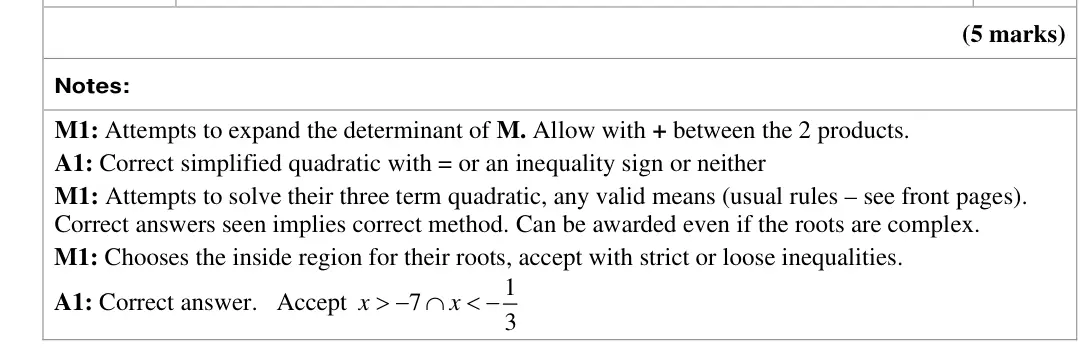 (5 marks)
Notes:
M1: Attempts to expand the determinant of M. Allow with + between the 2 products.
A1: Correct simplified quadratic with = or an inequality sign or neither
M1: Attempts to solve their three term quadratic, any valid means (usual rules – see front pages).
Correct answers seen implies correct method. Can be awarded even if the roots are complex.
M1: Chooses the inside region for their roots, accept with strict or loose inequalities.
A1: Correct answer.   Accept x > −7 ∩ x < −1/3